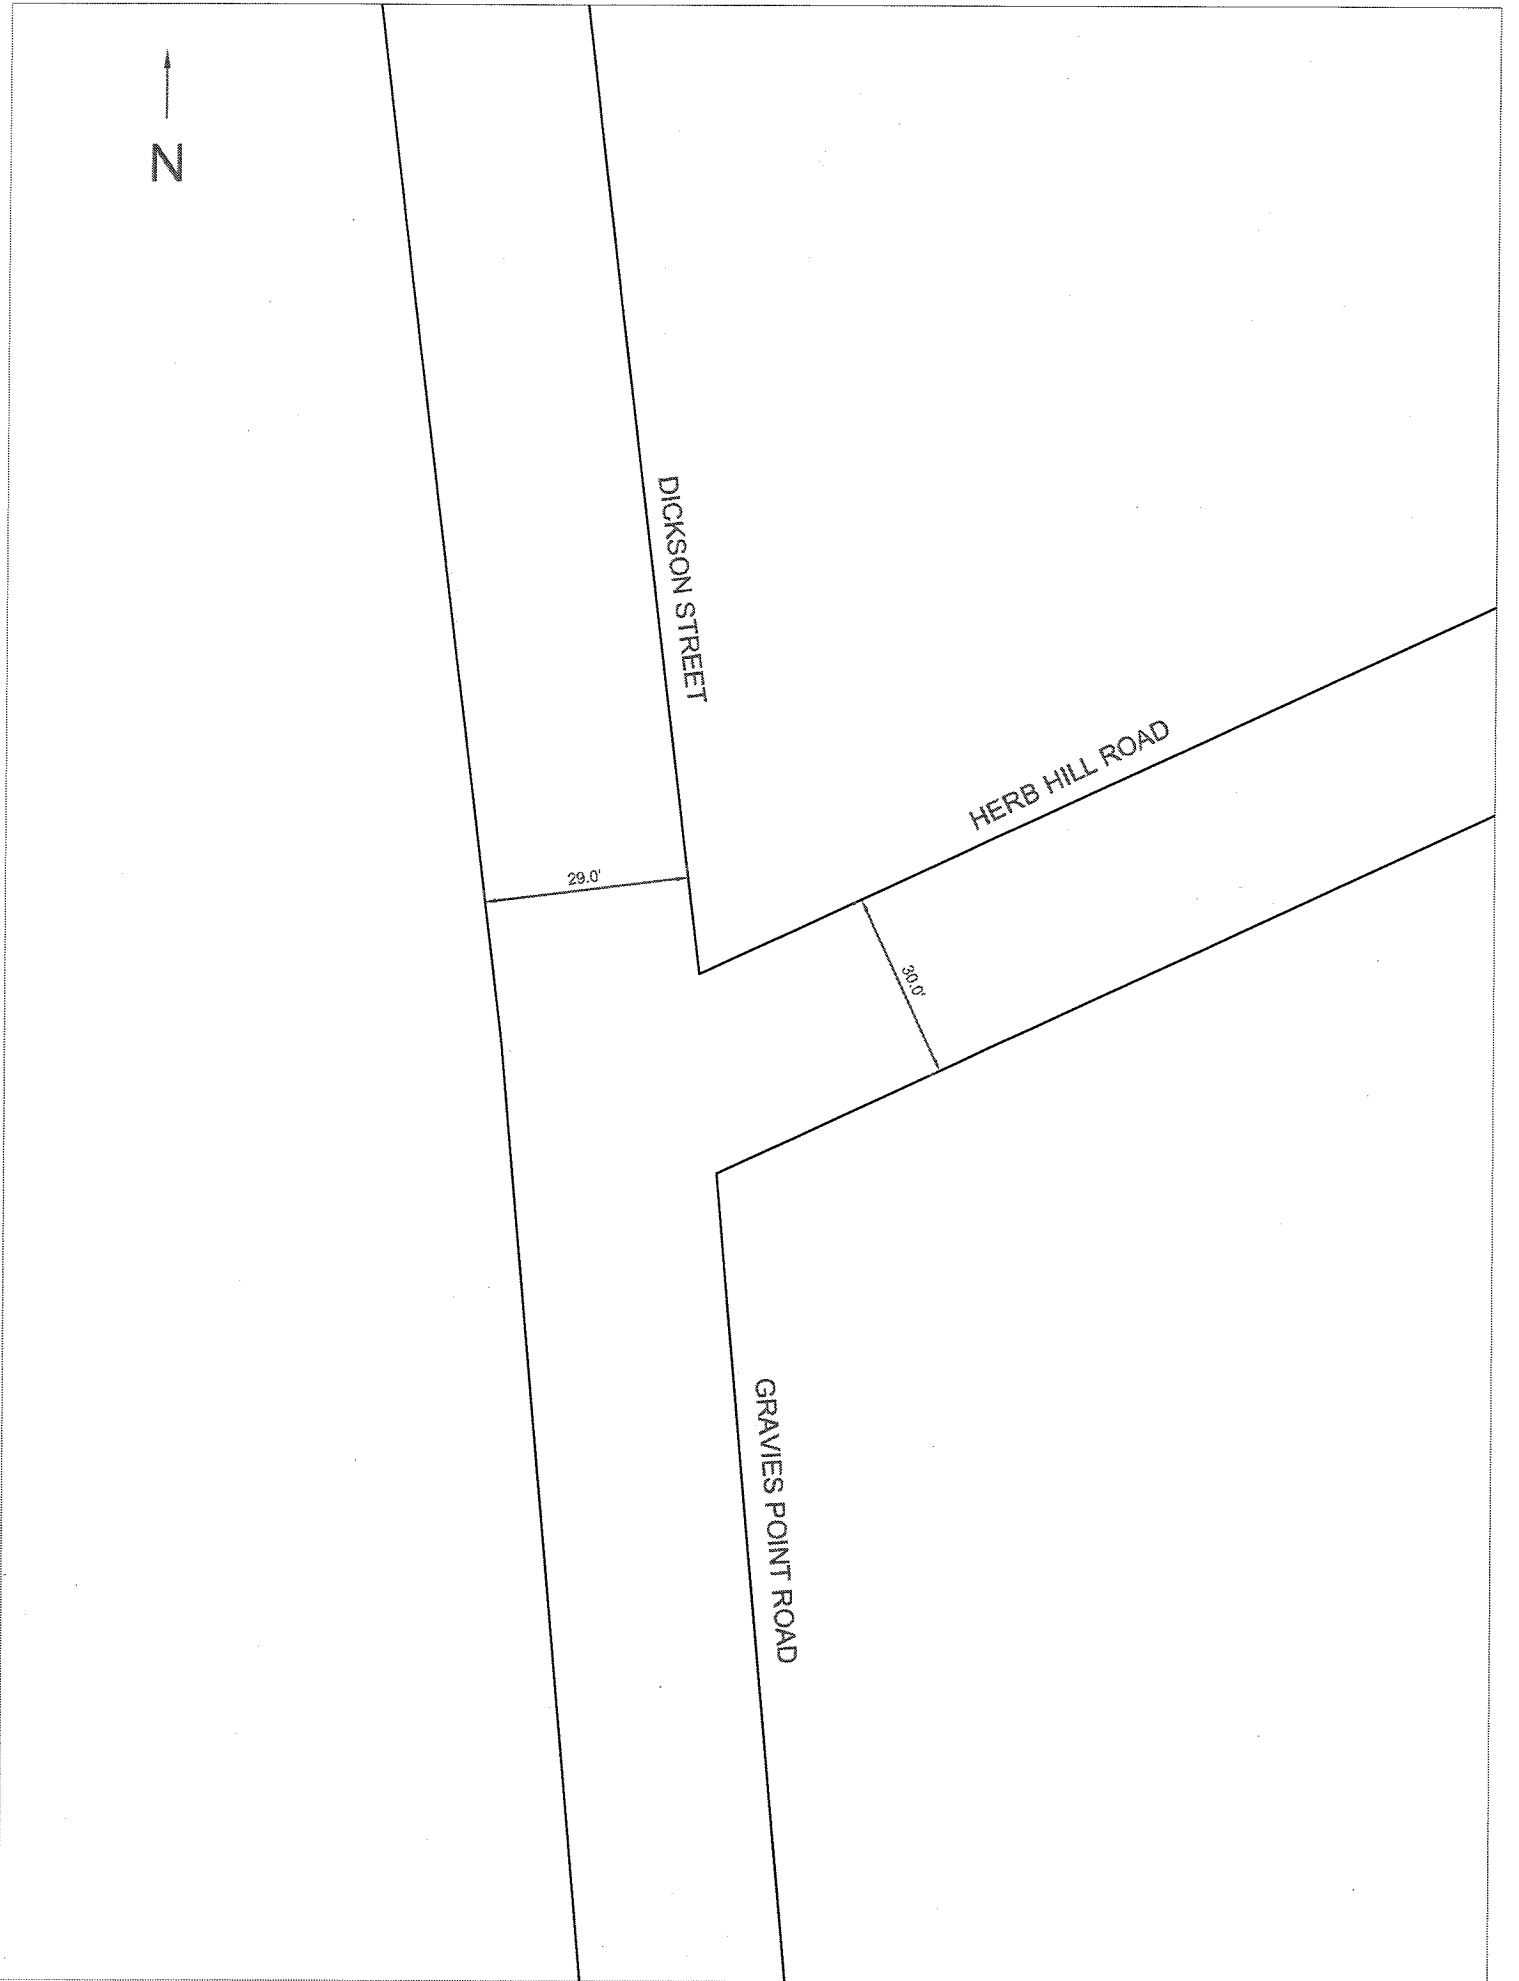 N
DICKSON STREET
HERB HILL ROAD
29.0'
30.0'
GRAVIES POINT ROAD